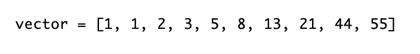 vector = [1, 1, 2, 3, 5, 8, 13, 21, 44, 55]